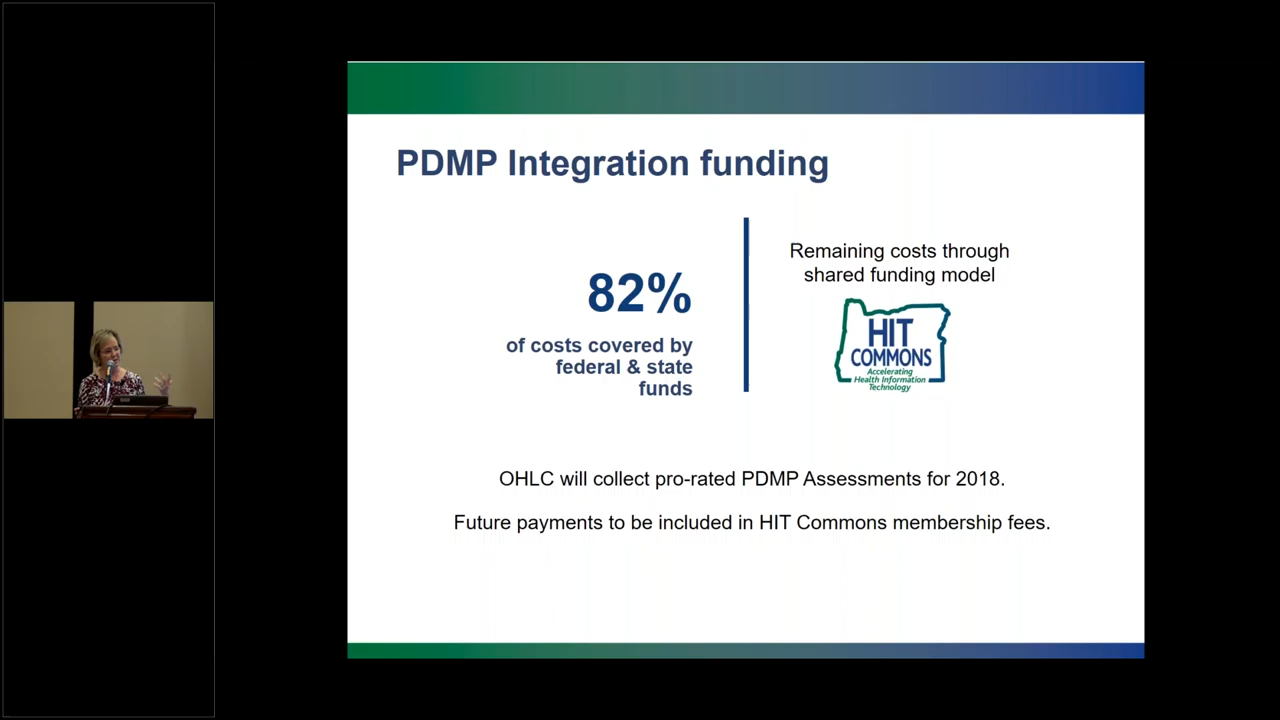 PDMP Integration funding
82%
of costs covered by
federal & state
funds
Remaining costs through
shared funding model
HIT
COMMONS
Accelerating
Health Information
Technology
OHLC will collect pro-rated PDMP Assessments for 2018.
Future payments to be included in HIT Commons membership fees.